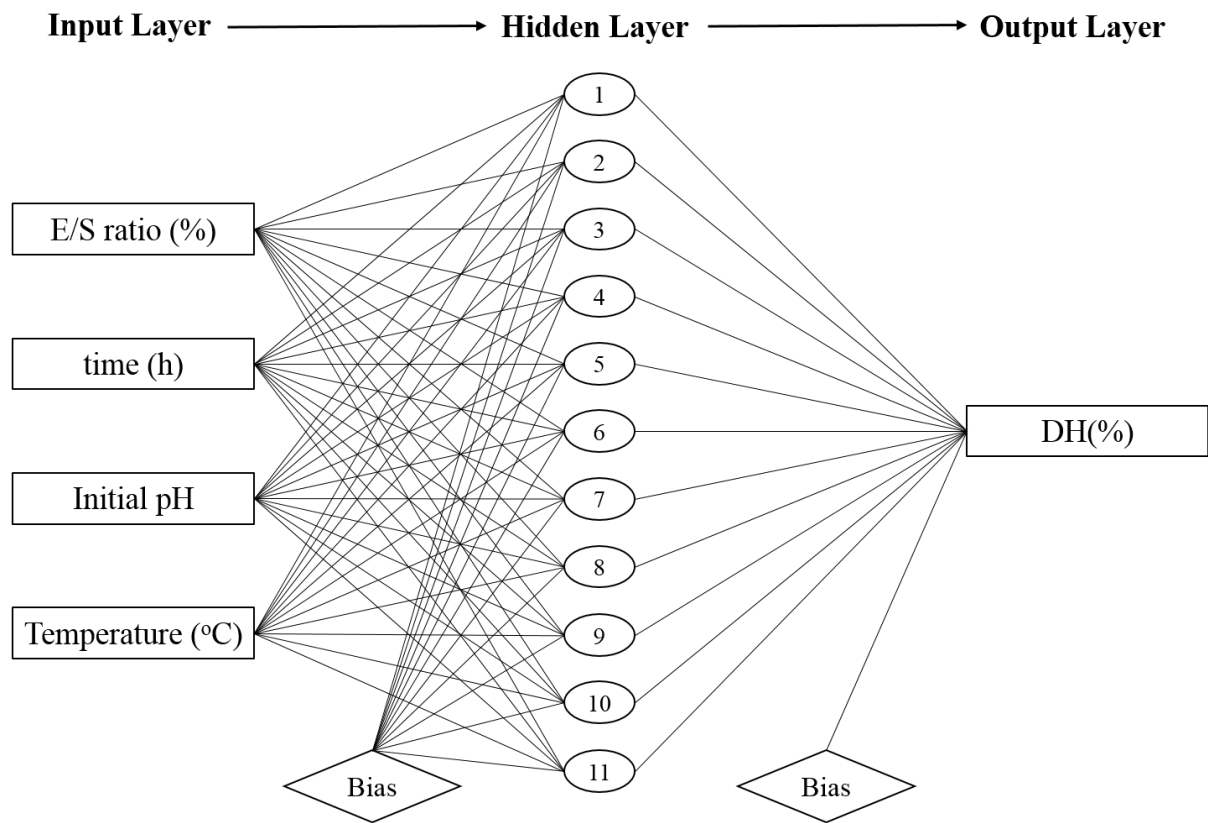 Input Layer
Hidden Layer
Output Layer
1
2
E/S ratio (%)
3
4
time (h)
5
6
DH(%)
Initial pH
7
8
Temperature (ºC)
9
10
11
Bias
Bias